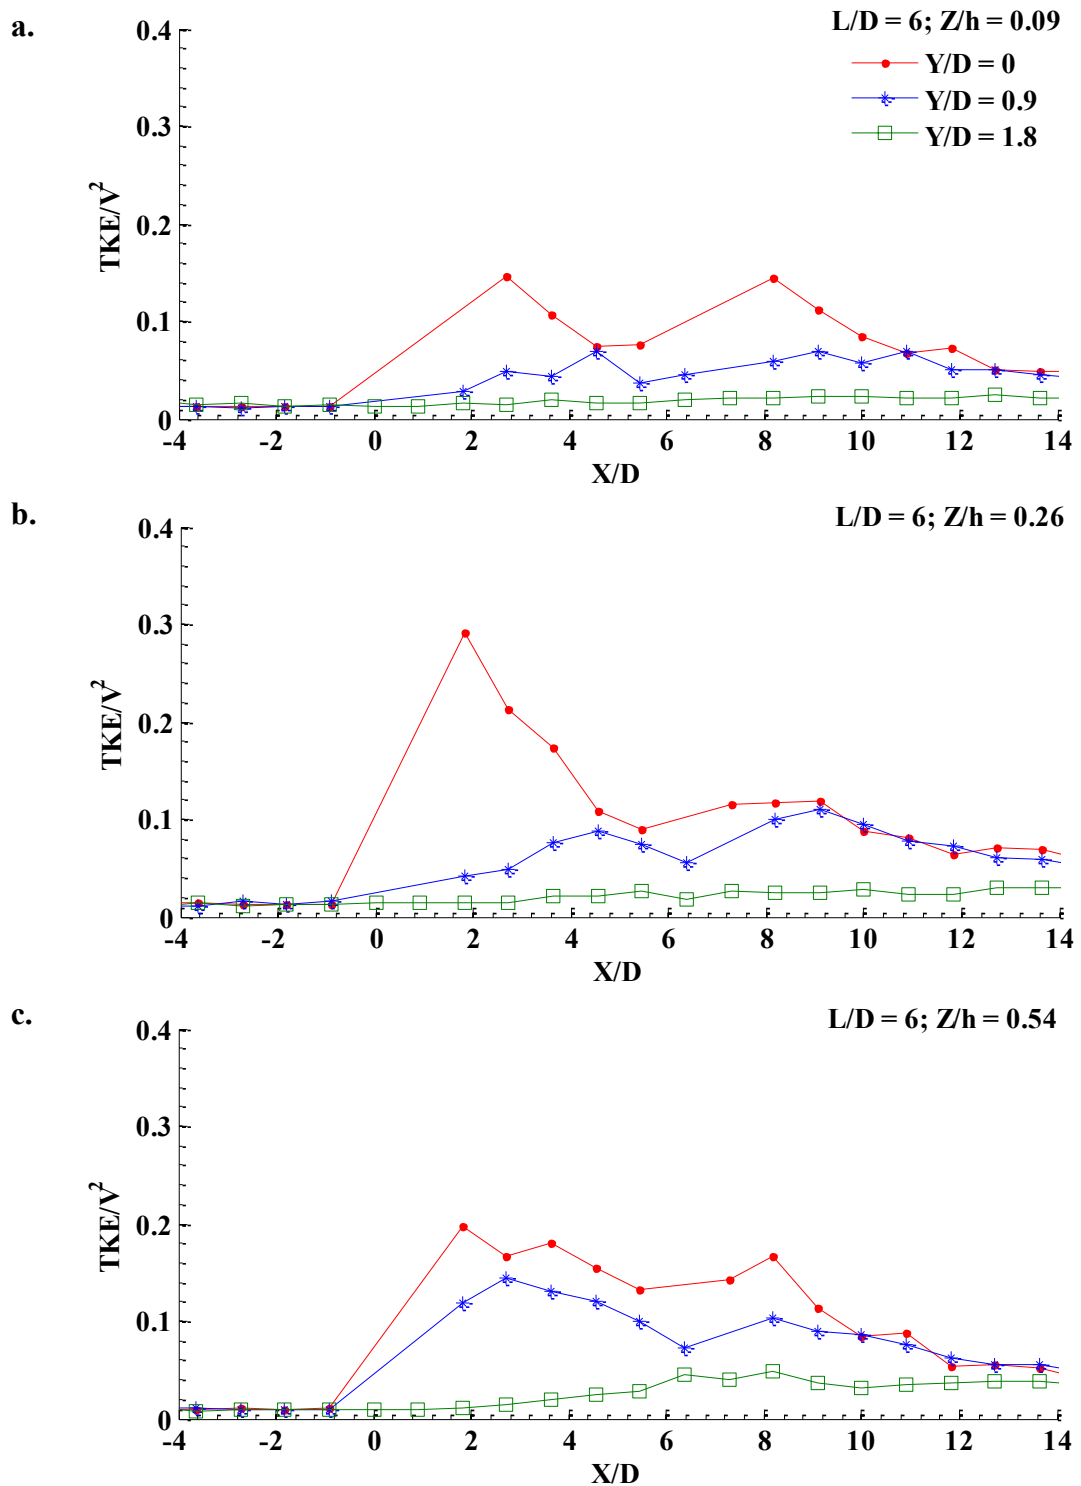 a.
L/D = 6; Z/h = 0.09
Y/D = 0
Y/D = 0.9
Y/D = 1.8
0.4
0.3
0.2
0.1
0
TKE/V²
-4 -2 0 2 4 6 8 10 12 14
X/D
b.
L/D = 6; Z/h = 0.26
0.4
0.3
0.2
0.1
0
TKE/V²
-4 -2 0 2 4 6 8 10 12 14
X/D
c.
L/D = 6; Z/h = 0.54
0.4
0.3
0.2
0.1
0
TKE/V²
-4 -2 0 2 4 6 8 10 12 14
X/D